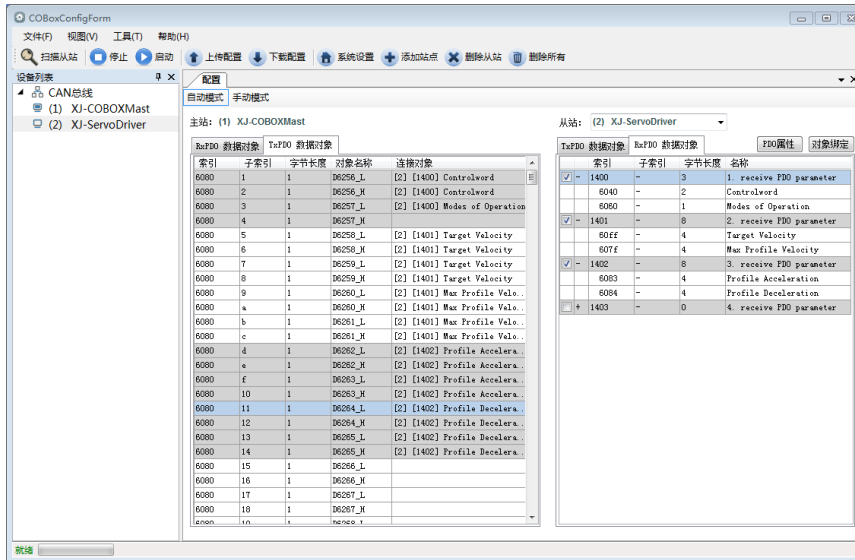 COBoxConfigForm
文件(F) 视图(V) 工具(T) 帮助(H)
扫描从站 停止 启动 上传配置 下载配置 系统设置 添加站点 删除从站 删除所有
设备列表
CAN总线
(1) XJ-COBOXMast
(2) XJ-ServoDriver
配置
自动模式 手动模式
主站: (1) XJ-COBOXMast
RxPDO 数据对象 TxPDO 数据对象
索引 子索引 字节长度 对象名称 连接对象
6080 1 1 D6256_L [2] [1400] Controlword
6080 2 1 D6256_H [2] [1400] Controlword
6080 3 1 D6257_L [2] [1400] Modes of Operation
6080 4 1 D6257_H
6080 5 1 D6258_L [2] [1401] Target Velocity
6080 6 1 D6258_H [2] [1401] Target Velocity
6080 7 1 D6259_L [2] [1401] Target Velocity
6080 8 1 D6259_H [2] [1401] Target Velocity
6080 9 1 D6260_L [2] [1401] Max Profile Velo..
6080 a 1 D6260_H [2] [1401] Max Profile Velo..
6080 b 1 D6261_L [2] [1401] Max Profile Velo..
6080 c 1 D6261_H [2] [1401] Max Profile Velo..
6080 d 1 D6262_L [2] [1402] Profile Accelera..
6080 e 1 D6262_H [2] [1402] Profile Accelera..
6080 f 1 D6263_L [2] [1402] Profile Accelera..
6080 10 1 D6263_H [2] [1402] Profile Accelera..
6080 11 1 D6264_L [2] [1402] Profile Decelera..
6080 12 1 D6264_H [2] [1402] Profile Decelera..
6080 13 1 D6265_L [2] [1402] Profile Decelera..
6080 14 1 D6265_H [2] [1402] Profile Decelera..
6080 15 1 D6266_L
6080 16 1 D6266_H
6080 17 1 D6267_L
6080 18 1 D6267_H
从站: (2) XJ-ServoDriver
TxPDO 数据对象 RxPDO 数据对象 PDO属性 对象绑定
索引 子索引 字节长度 名称
- 1400 - 3 1. receive PDO parameter
6040 - 2 Controlword
6060 - 1 Modes of Operation
- 1401 - 8 2. receive PDO parameter
60ff - 4 Target Velocity
607f - 4 Max Profile Velocity
- 1402 - 8 3. receive PDO parameter
6083 - 4 Profile Acceleration
6084 - 4 Profile Deceleration
+ 1403 - 0 4. receive PDO parameter
就绪